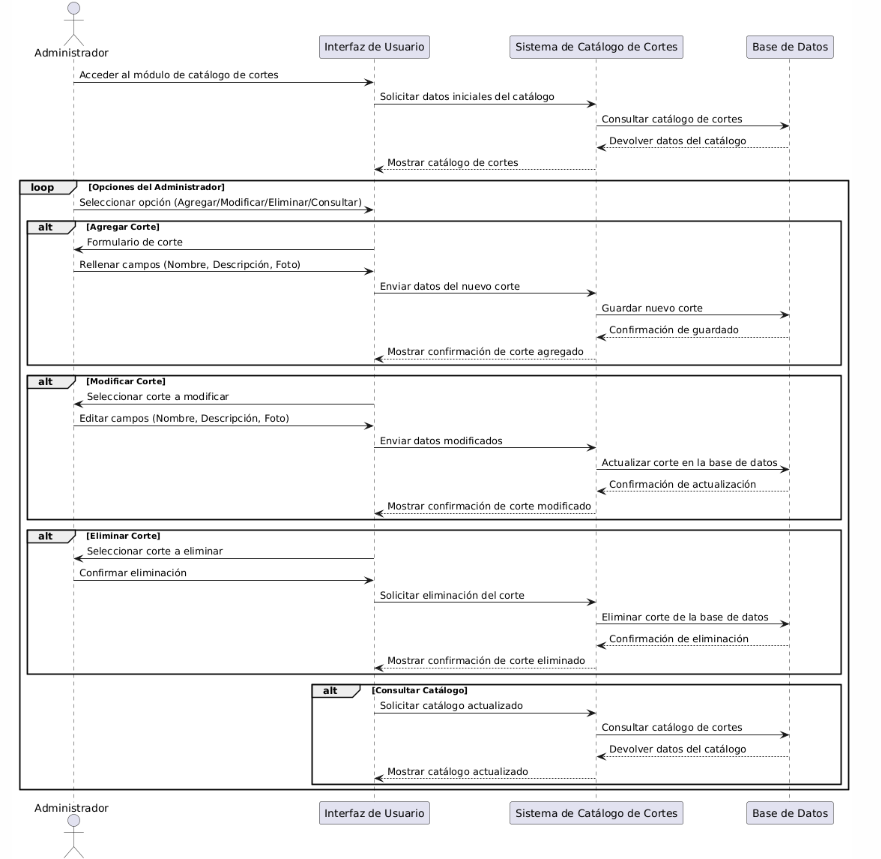 Administrador
Interfaz de Usuario
Sistema de Catálogo de Cortes
Base de Datos
Acceder al módulo de catálogo de cortes
Solicitar datos iniciales del catálogo
Consultar catálogo de cortes
Devolver datos del catálogo
Mostrar catálogo de cortes
loop [Opciones del Administrador]
Seleccionar opción (Agregar/Modificar/Eliminar/Consultar)
alt [Agregar Corte]
Formulario de corte
Rellenar campos (Nombre, Descripción, Foto)
Enviar datos del nuevo corte
Guardar nuevo corte
Confirmación de guardado
Mostrar confirmación de corte agregado
alt [Modificar Corte]
Seleccionar corte a modificar
Editar campos (Nombre, Descripción, Foto)
Enviar datos modificados
Actualizar corte en la base de datos
Confirmación de actualización
Mostrar confirmación de corte modificado
alt [Eliminar Corte]
Seleccionar corte a eliminar
Confirmar eliminación
Solicitar eliminación del corte
Eliminar corte de la base de datos
Confirmación de eliminación
Mostrar confirmación de corte eliminado
alt [Consultar Catálogo]
Solicitar catálogo actualizado
Consultar catálogo de cortes
Devolver datos del catálogo
Mostrar catálogo actualizado
Administrador
Interfaz de Usuario
Sistema de Catálogo de Cortes
Base de Datos